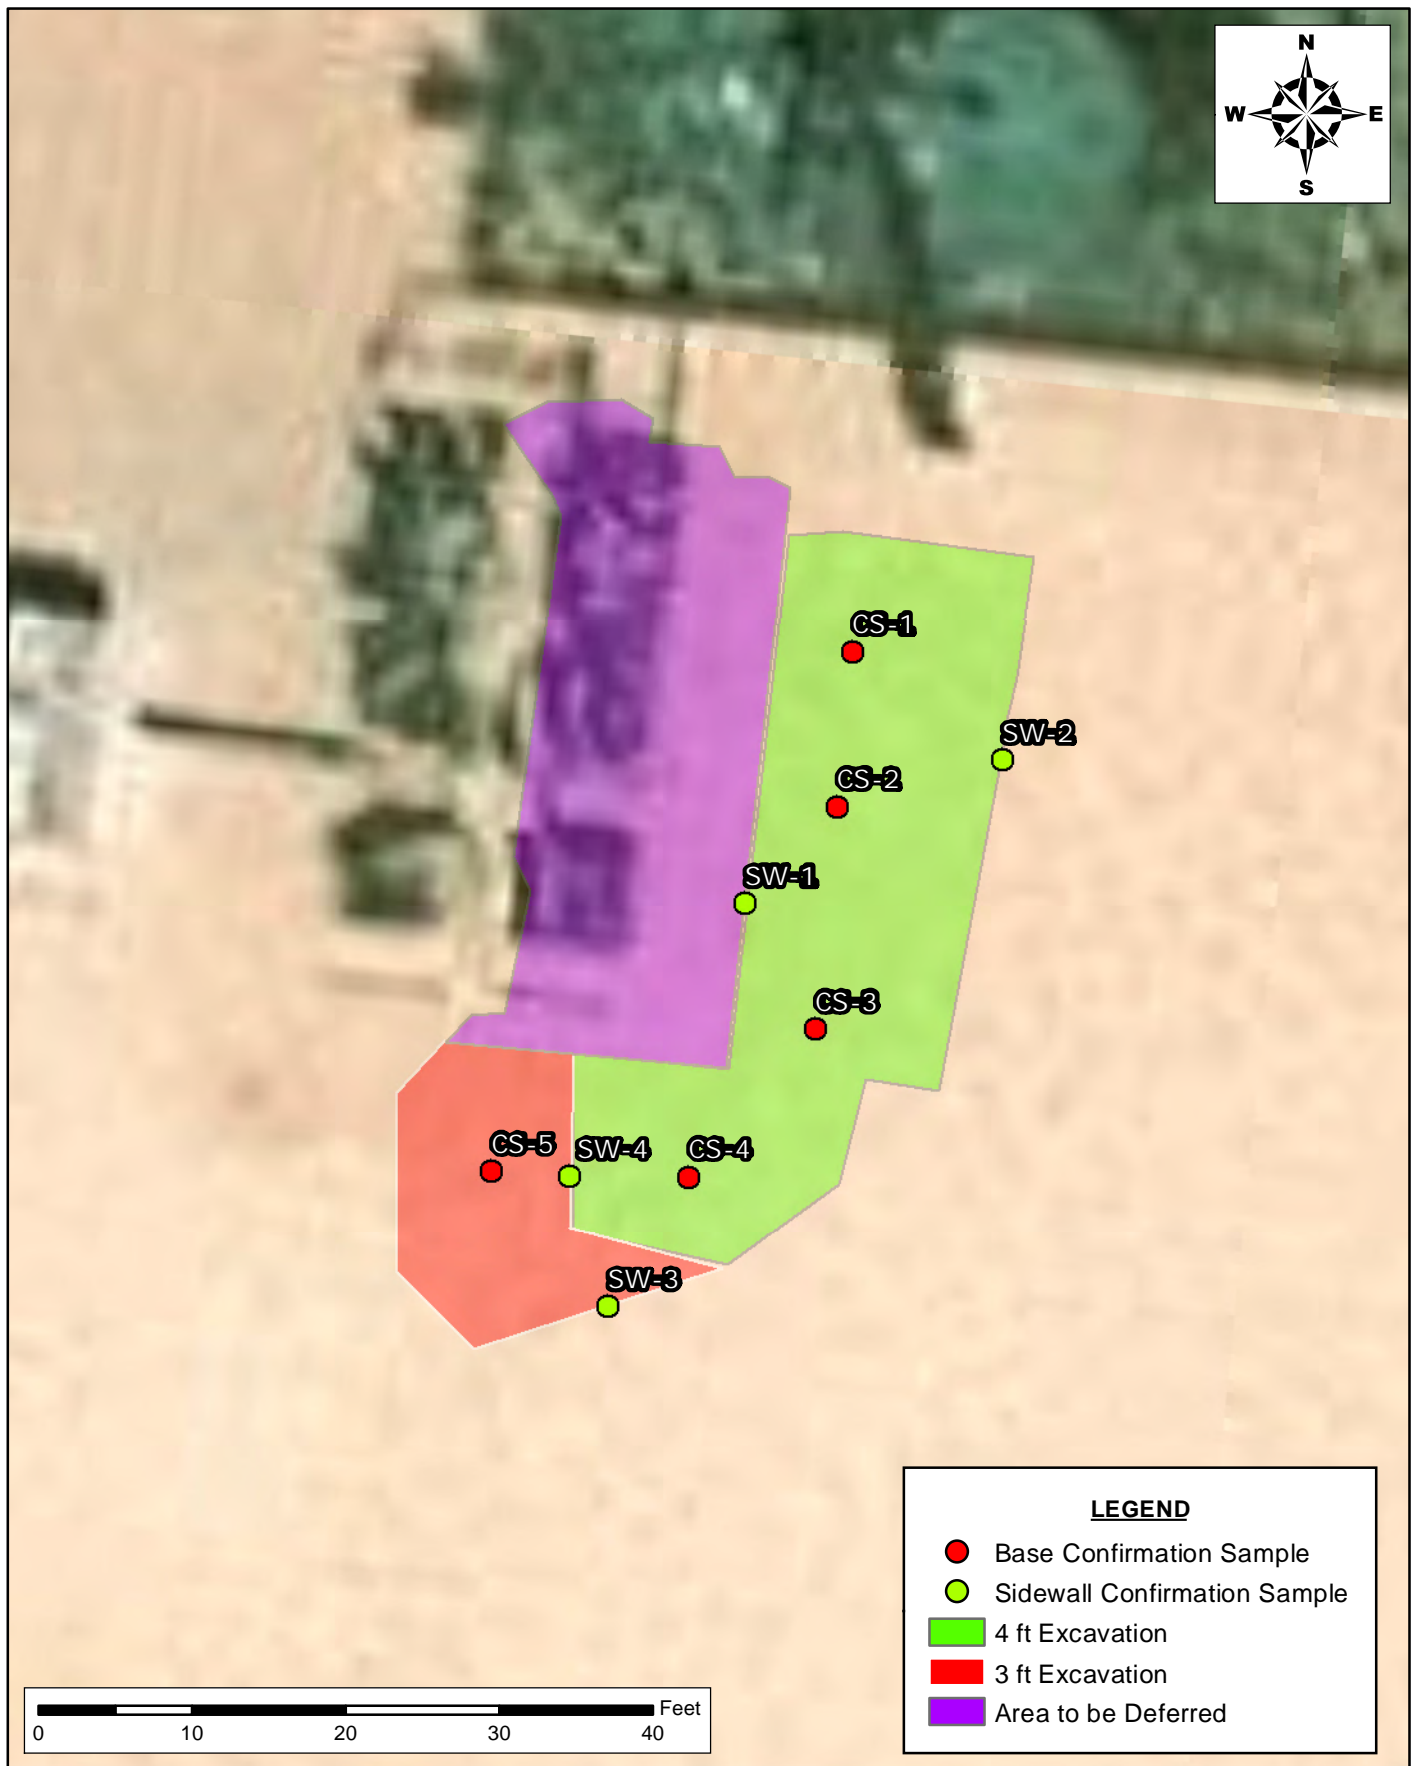 N
W E
S
CS-1
SW-2
CS-2
SW-1
CS-3
CS-5
SW-4
CS-4
SW-3
LEGEND
Base Confirmation Sample
Sidewall Confirmation Sample
4 ft Excavation
3 ft Excavation
Area to be Deferred
Feet
0 10 20 30 40